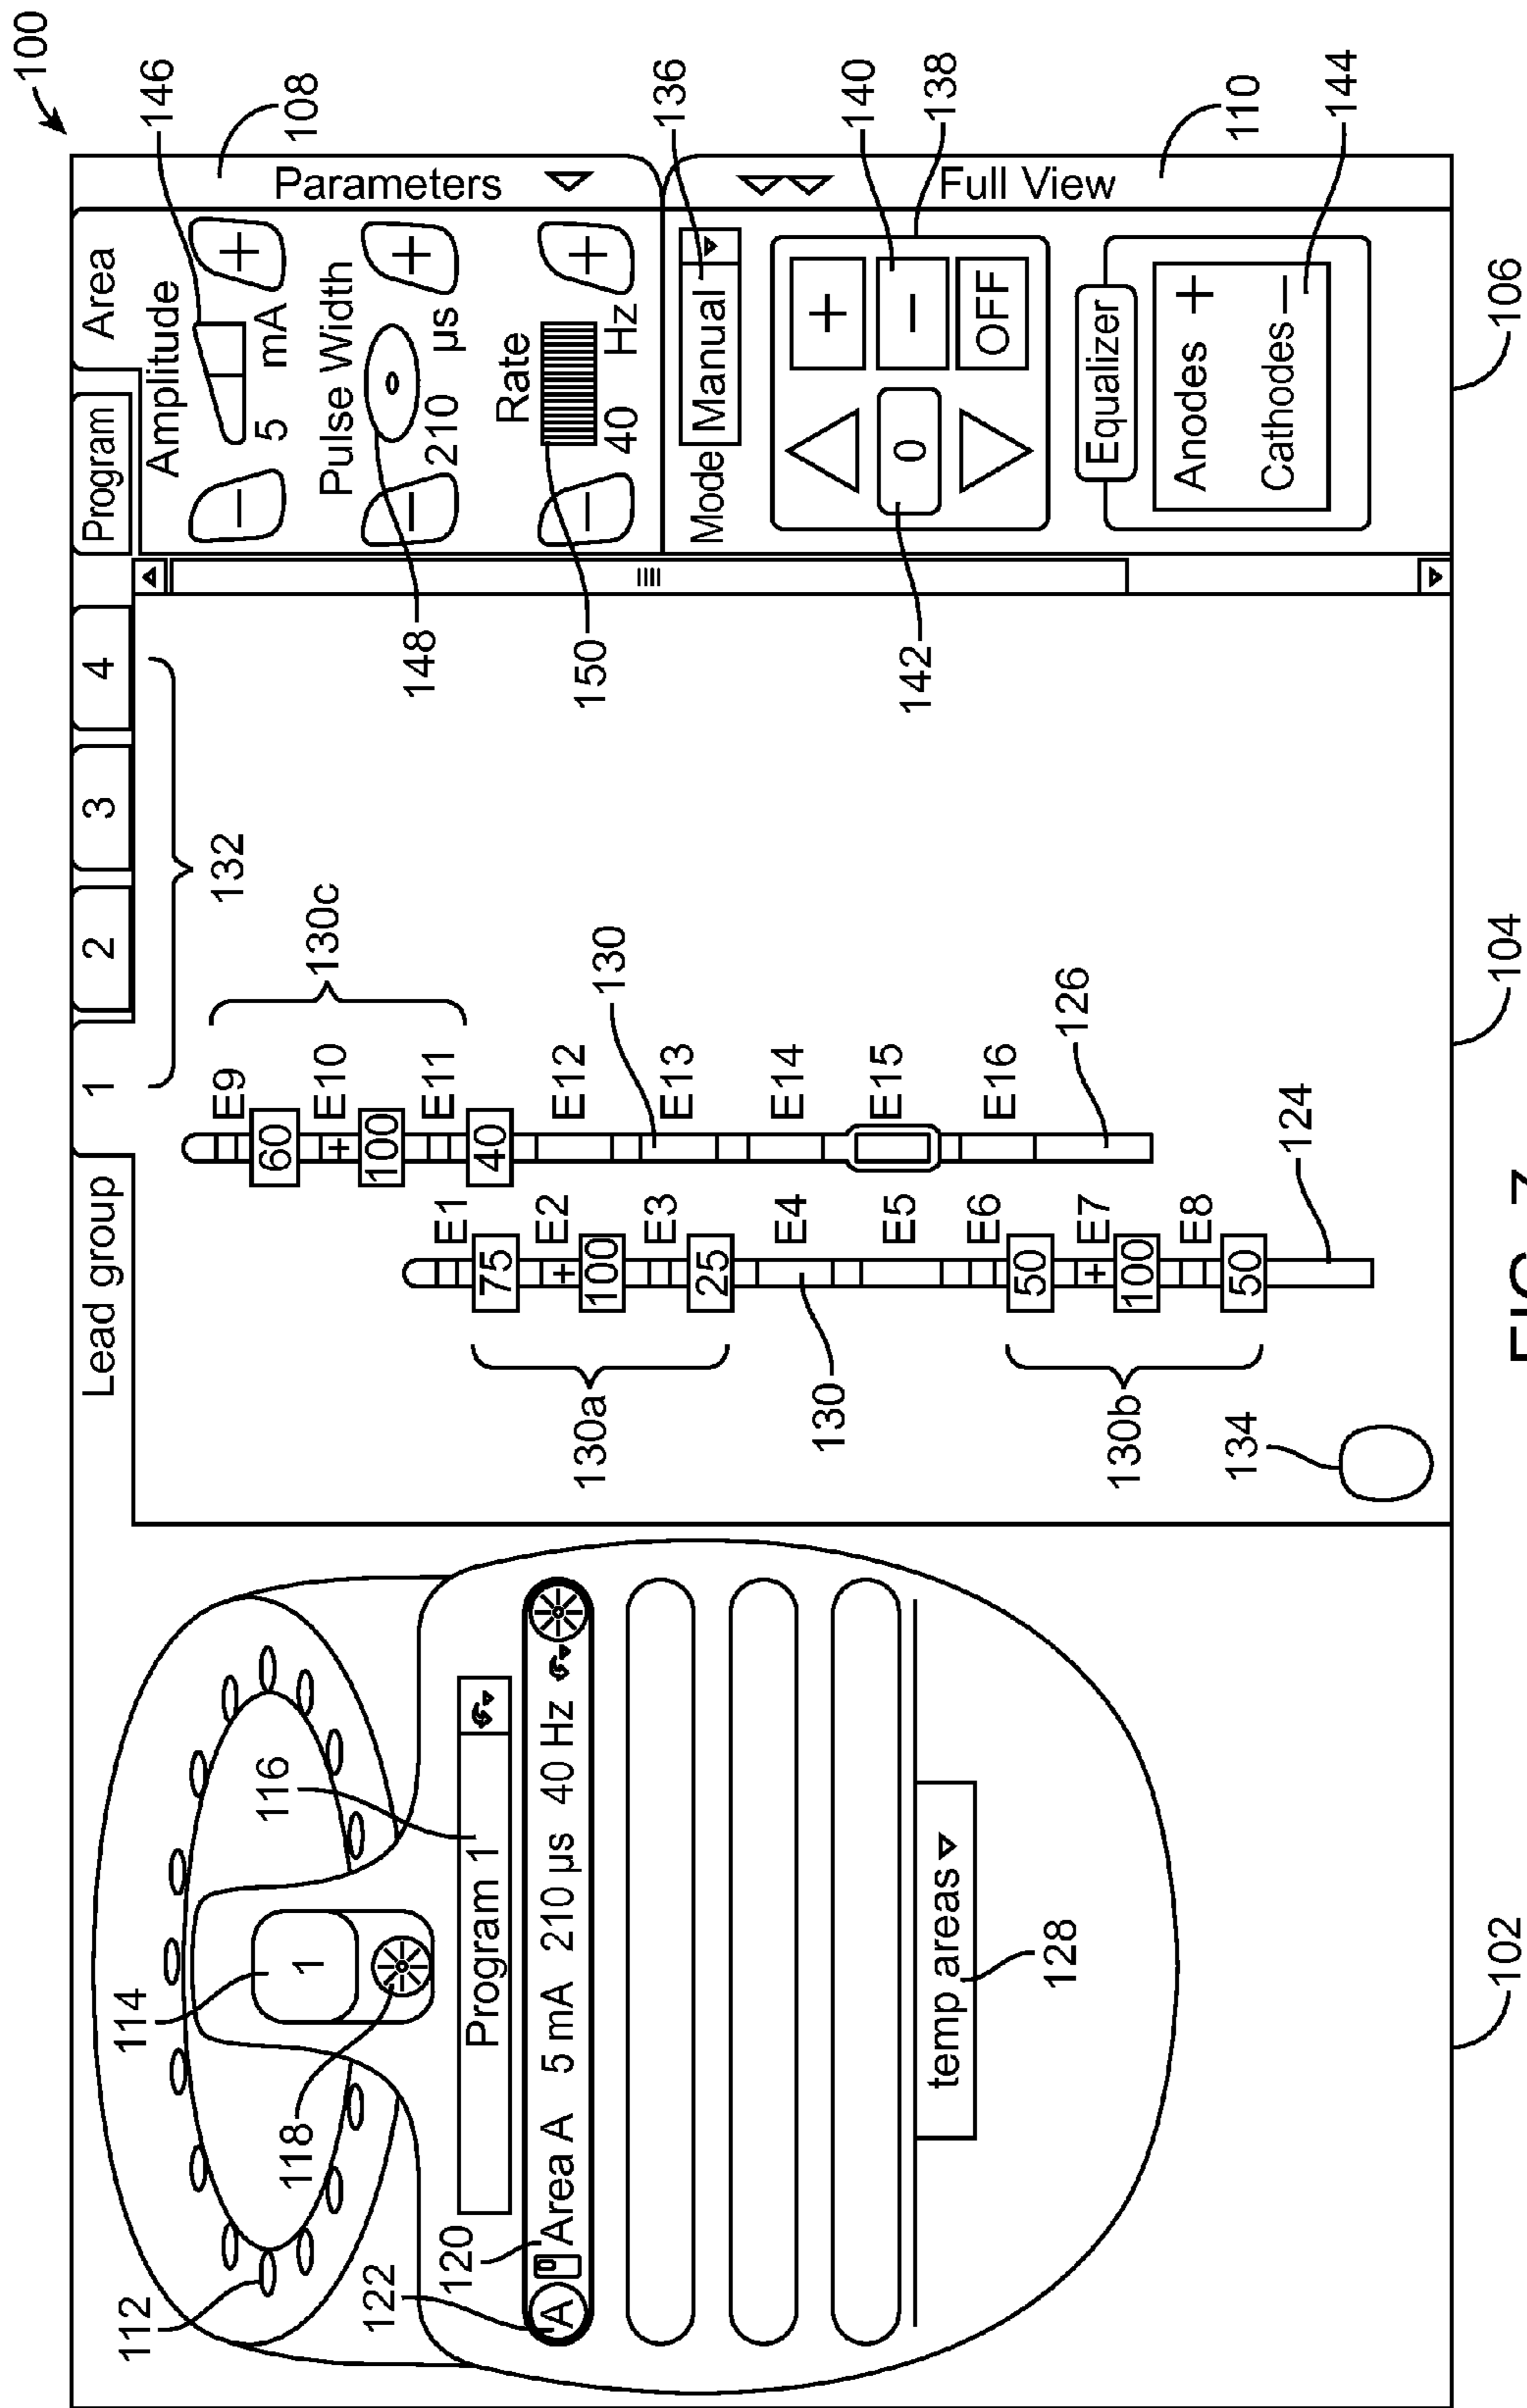 100
112
114
118
116
1
122
120
Program 1
A Area A 5 mA 210 µs 40 Hz
temp areas
128
102
Lead group 1 2 3 4
132
E9
60
E10
+
100
E11
40
E12
E13
E14
E15
E16
130c
130
126
E1
75
E2
+
100
E3
25
E4
E5
E6
50
E7
+
100
E8
50
124
130a
130
130b
134
104
Program Area
Amplitude
− +
5 mA
146
Pulse Width
− +
210 µs
148
Rate
− +
40 Hz
150
Parameters
108
Mode Manual
136
+
−
OFF
0
140
138
142
Full View
110
Equalizer
Anodes +
Cathodes −
144
106